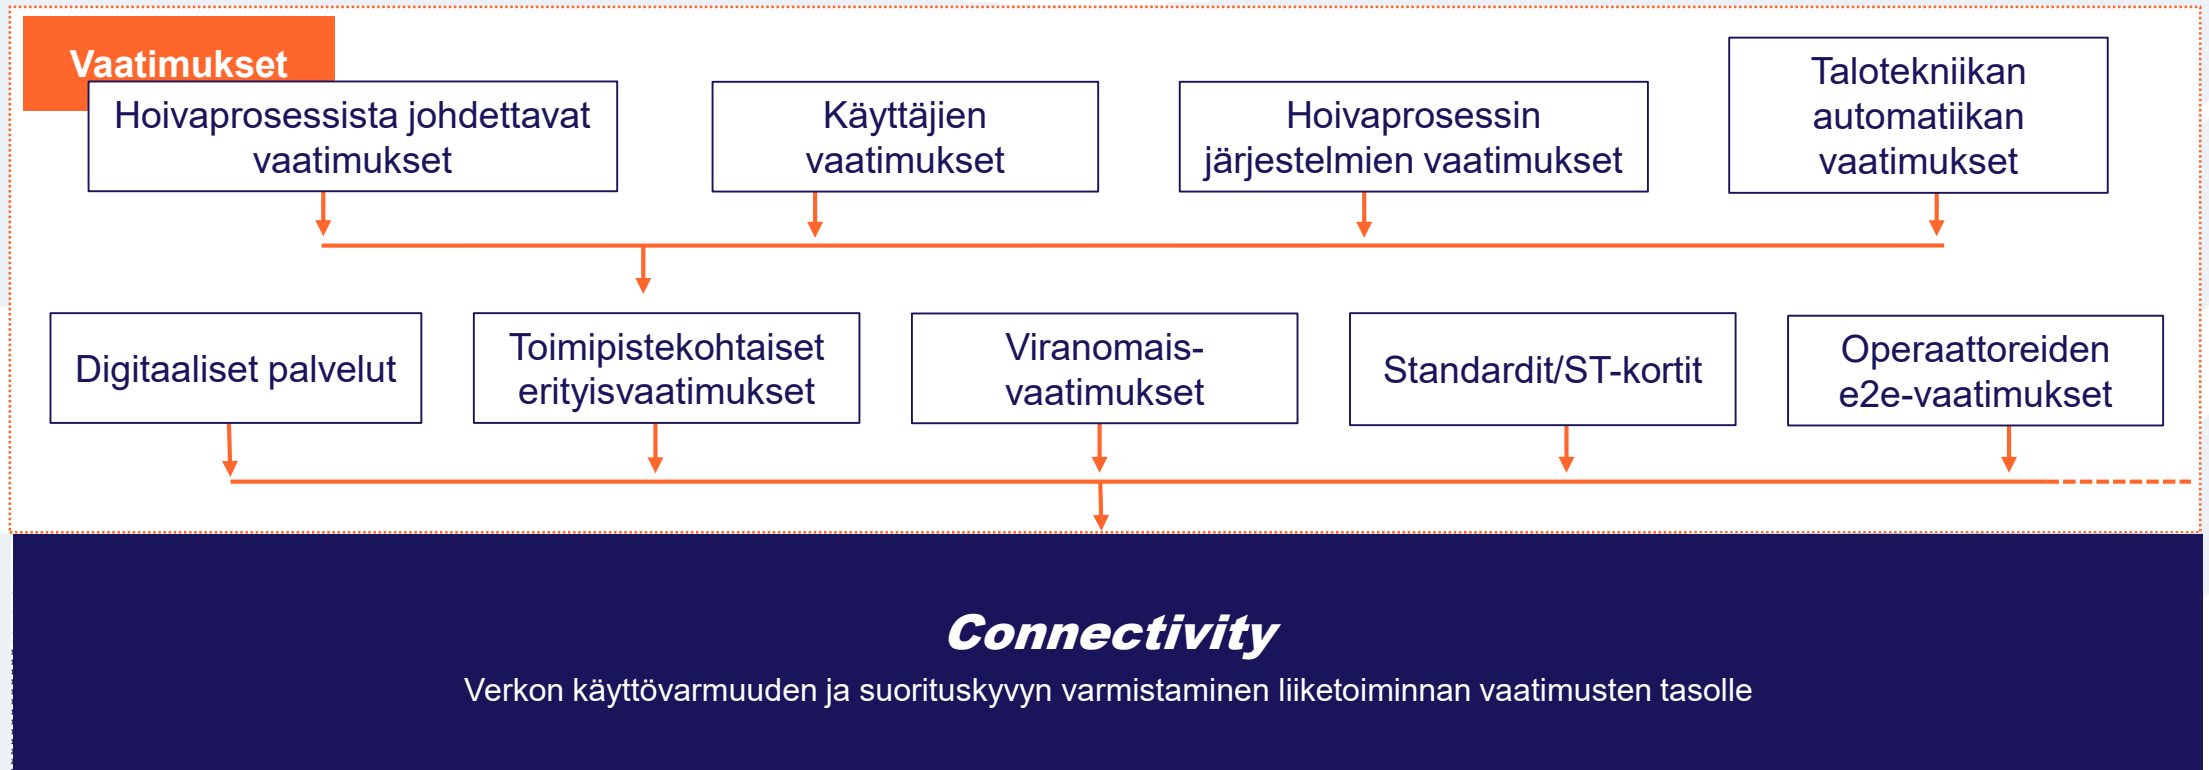 Vaatimukset
Hoivaprosessista johdettavat
vaatimukset
Käyttäjien
vaatimukset
Hoivaprosessin
järjestelmien vaatimukset
Talotekniikan
automatiikan
vaatimukset
Digitaaliset palvelut
Toimipistekohtaiset
erityisvaatimukset
Viranomais-
vaatimukset
Standardit/ST-kortit
Operaattoreiden
e2e-vaatimukset
Connectivity
Verkon käyttövarmuuden ja suorituskyvyn varmistaminen liiketoiminnan vaatimusten tasolle